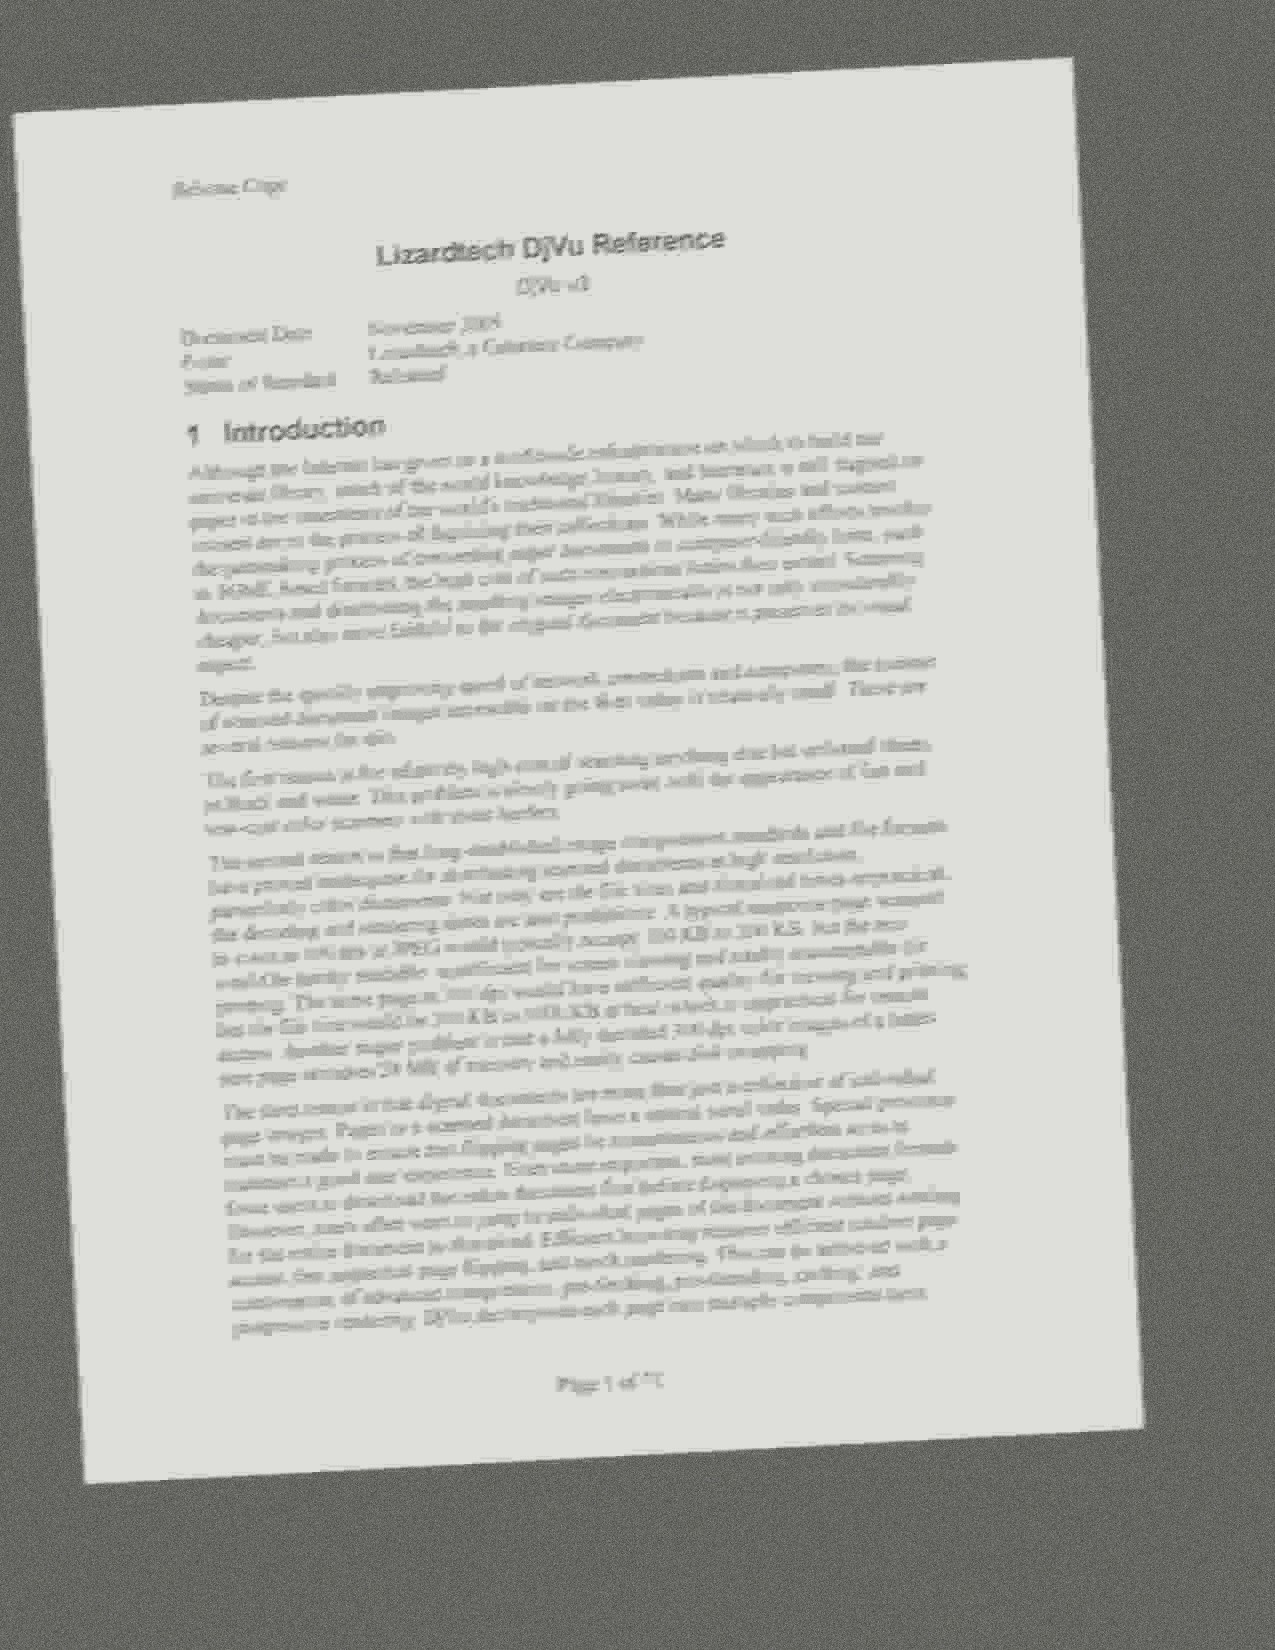 Release Copy
Lizardtech DjVu Reference
DjVu v3
Document Date: November 2005
From: Lizardtech, a Company
Status of Standard: Released
1 Introduction
Although the Internet has given us a worldwide infrastructure on which to build the
universal library, much of the world knowledge, history, and literature is still trapped on
paper in the basements of the world's traditional libraries. Many libraries and content
owners are in the process of digitizing their collections. While many such efforts involve
the painstaking process of converting paper documents to computer-friendly form, such
as based formats, the high cost of such conversions limits their extent. Scanning
documents and distributing the resulting images electronically is not only considerably
cheaper, but also more faithful to the original document because it preserves its visual
aspect.
Despite the quickly improving speed of network connections and computers, the number
of scanned document images accessible on the Web today is relatively small. There are
several reasons for this.
The first reason is the relatively high cost of scanning anything else but unbound sheets
in black and white. This problem is slowly going away with the appearance of fast and
low-cost color scanners with sheet feeders.
The second reason is that long-established image compression standards and file formats
have proved inadequate for distributing scanned documents at high resolution,
particularly color documents. Not only are the file sizes and download times impractical,
the decoding and rendering times are also prohibitive. A typical magazine page scanned
in color at 100 dpi in JPEG would typically occupy 100 KB to 200 KB, but the
would be insufficient for screen viewing and totally unacceptable for
printing. The same page at 300 dpi would have sufficient quality for viewing and printing,
but the file size would be 300 KB to 1000 KB at best, which is impractical for remote
access. Another major problem is that a fully decoded 300 dpi color images of a letter-
size page occupies 24 MB of memory and easily causes disk swapping.
The third reason is that digital documents are more than just a collection of individual
page images. Pages in a scanned document have a natural serial order. Special provision
must be made to ensure that flipping pages be instantaneous and effortless so as to
maintain a good user experience. Even more important, most existing document formats
force users to download the entire document first before displaying a chosen page.
However, users often want to jump to individual pages of the document without waiting
for the entire document to download. Efficient browsing requires efficient random page
access, fast sequential page flipping, and quick rendering. This can be achieved with a
combination of advanced compression, pre-fetching, pre-decoding, caching, and
progressive rendering. DjVu decomposes each page into multiple components
Page 1 of 71